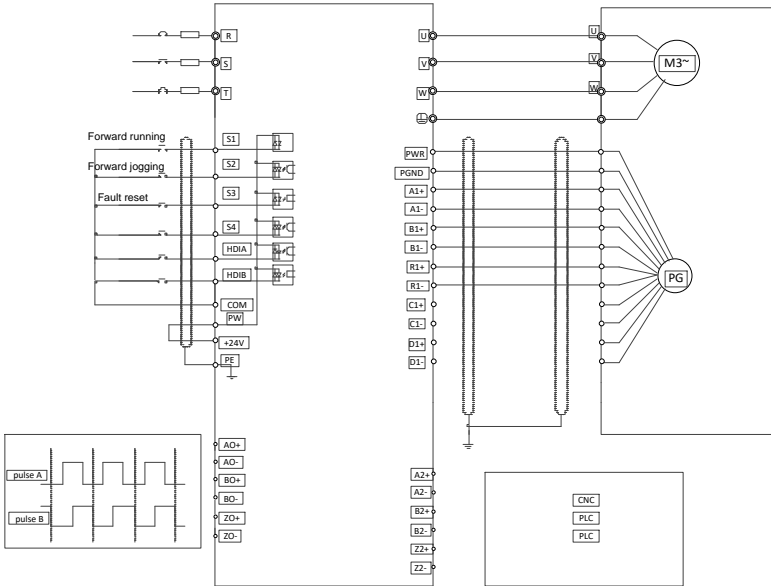 R
S
T
U
V
W
U
V
W
M3~
Forward running
Forward jogging
Fault reset
S1
S2
S3
S4
HDIA
HDIB
COM
PW
+24V
PE
PWR
PGND
A1+
A1-
B1+
B1-
R1+
R1-
C1+
C1-
D1+
D1-
PG
pulse A
pulse B
AO+
AO-
BO+
BO-
ZO+
ZO-
A2+
A2-
B2+
B2-
Z2+
Z2-
CNC
PLC
PLC